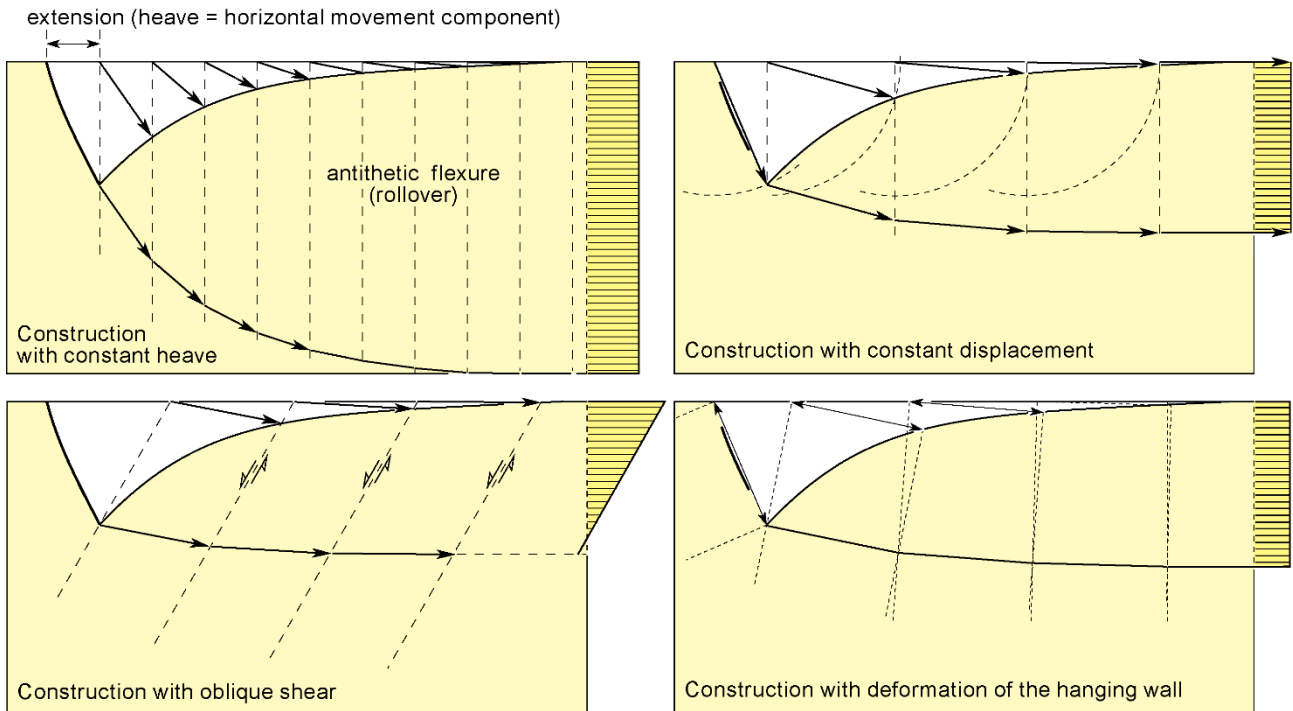 extension (heave = horizontal movement component)
antithetic flexure
(rollover)
Construction
with constant heave
Construction with constant displacement
Construction with oblique shear
Construction with deformation of the hanging wall